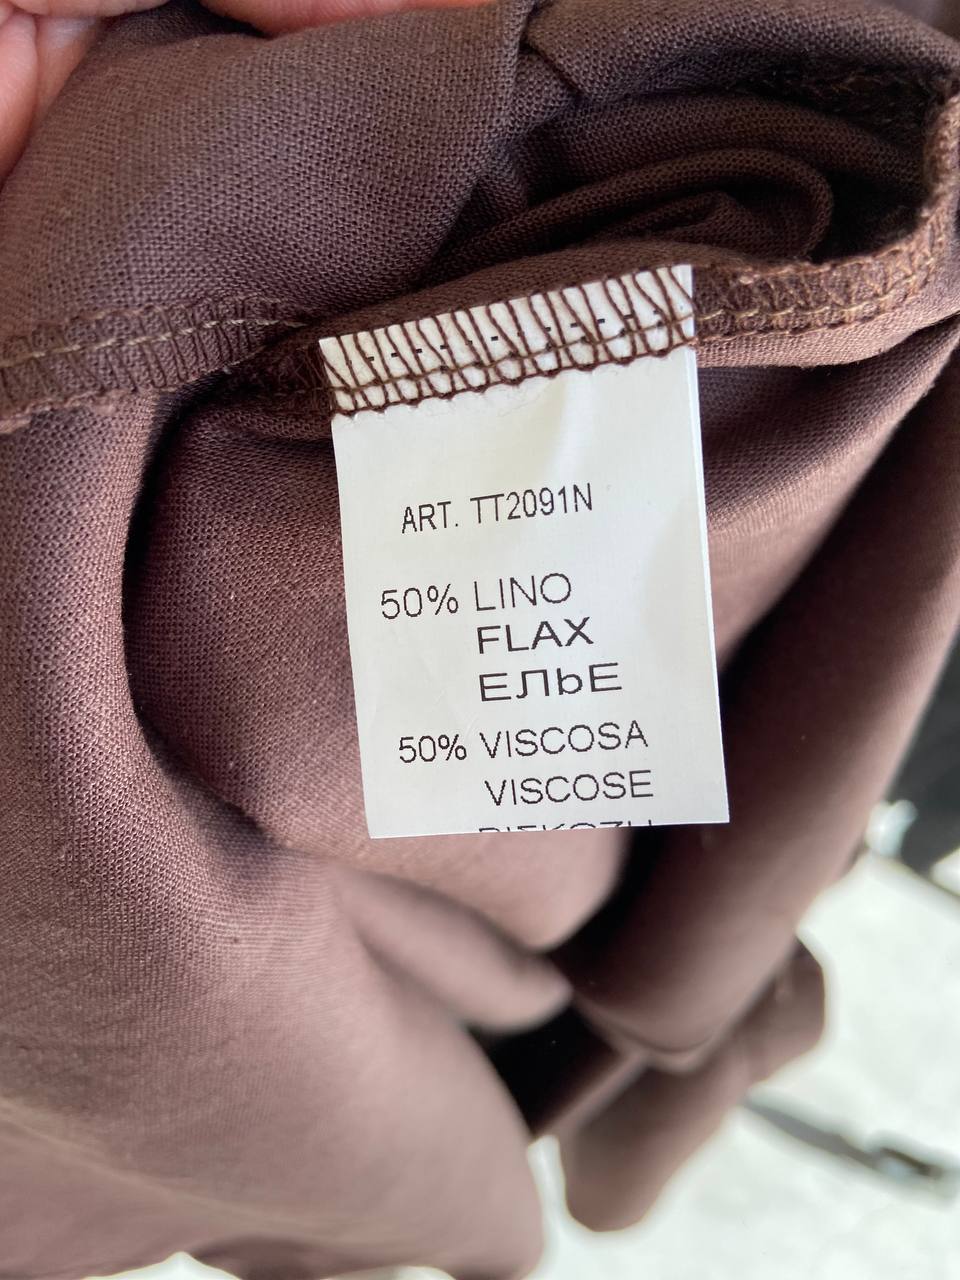 ART. TT2091N
50% LINO
FLAX
ЕЛЬЕ
50% VISCOSA
VISCOSE